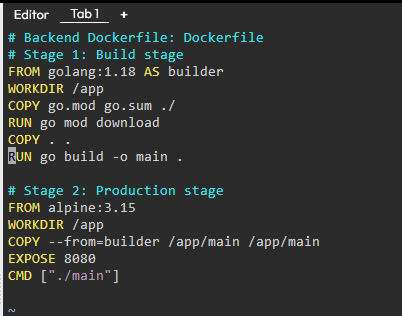 Editor Tab 1 +
# Backend Dockerfile: Dockerfile
# Stage 1: Build stage
FROM golang:1.18 AS builder
WORKDIR /app
COPY go.mod go.sum ./
RUN go mod download
COPY . .
RUN go build -o main .

# Stage 2: Production stage
FROM alpine:3.15
WORKDIR /app
COPY --from=builder /app/main /app/main
EXPOSE 8080
CMD ["./main"]

~